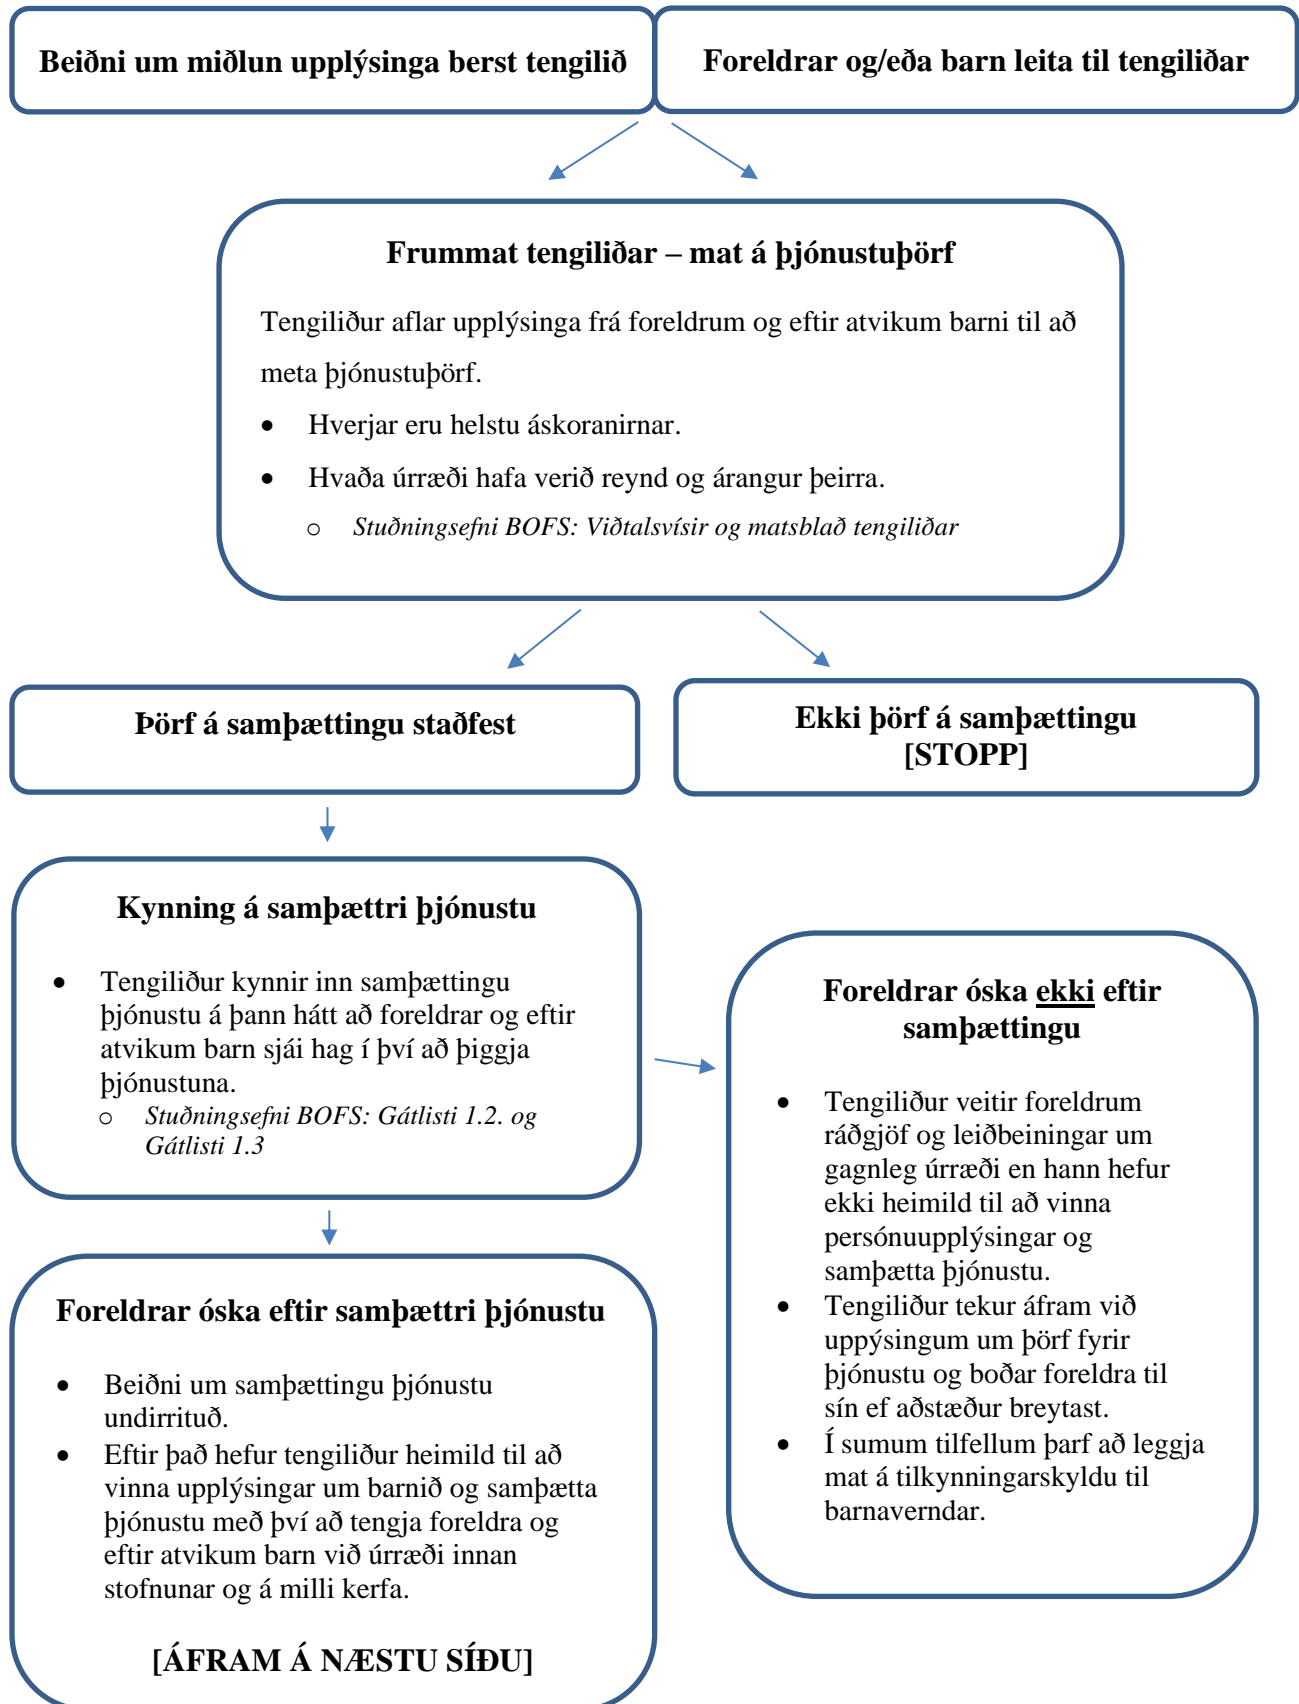 Beiðni um miðlun upplýsinga berst tengilið
Foreldrar og/eða barn leita til tengiliðar
Frummat tengiliðar – mat á þjónustuþörf
Tengiliður aflar upplýsinga frá foreldrum og eftir atvikum barni til að
meta þjónustuþörf.
• Hverjar eru helstu áskoranirnar.
• Hvaða úrræði hafa verið reynd og árangur þeirra.
o Stuðningsefni BOFS: Viðtalsvísir og matsblað tengiliðar
Þörf á samþættingu staðfest
Ekki þörf á samþættingu
[STOPP]
Kynning á samþættri þjónustu
• Tengiliður kynnir inn samþættingu
þjónustu á þann hátt að foreldrar og eftir
atvikum barn sjái hag í því að þiggja
þjónustuna.
o Stuðningsefni BOFS: Gátlisti 1.2. og
Gátlisti 1.3
Foreldrar óska ekki eftir
samþættingu
• Tengiliður veitir foreldrum
ráðgjöf og leiðbeiningar um
gagnleg úrræði en hann hefur
ekki heimild til að vinna
persónuupplýsingar og
samþætta þjónustu.
• Tengiliður tekur áfram við
uppýsingum um þörf fyrir
þjónustu og boðar foreldra til
sín ef aðstæður breytast.
• Í sumum tilfellum þarf að leggja
mat á tilkynningarskyldu til
barnaverndar.
Foreldrar óska eftir samþættri þjónustu
• Beiðni um samþættingu þjónustu
undirrituð.
• Eftir það hefur tengiliður heimild til að
vinna upplýsingar um barnið og samþætta
þjónustu með því að tengja foreldra og
eftir atvikum barn við úrræði innan
stofnunar og á milli kerfa.
[ÁFRAM Á NÆSTU SÍÐU]